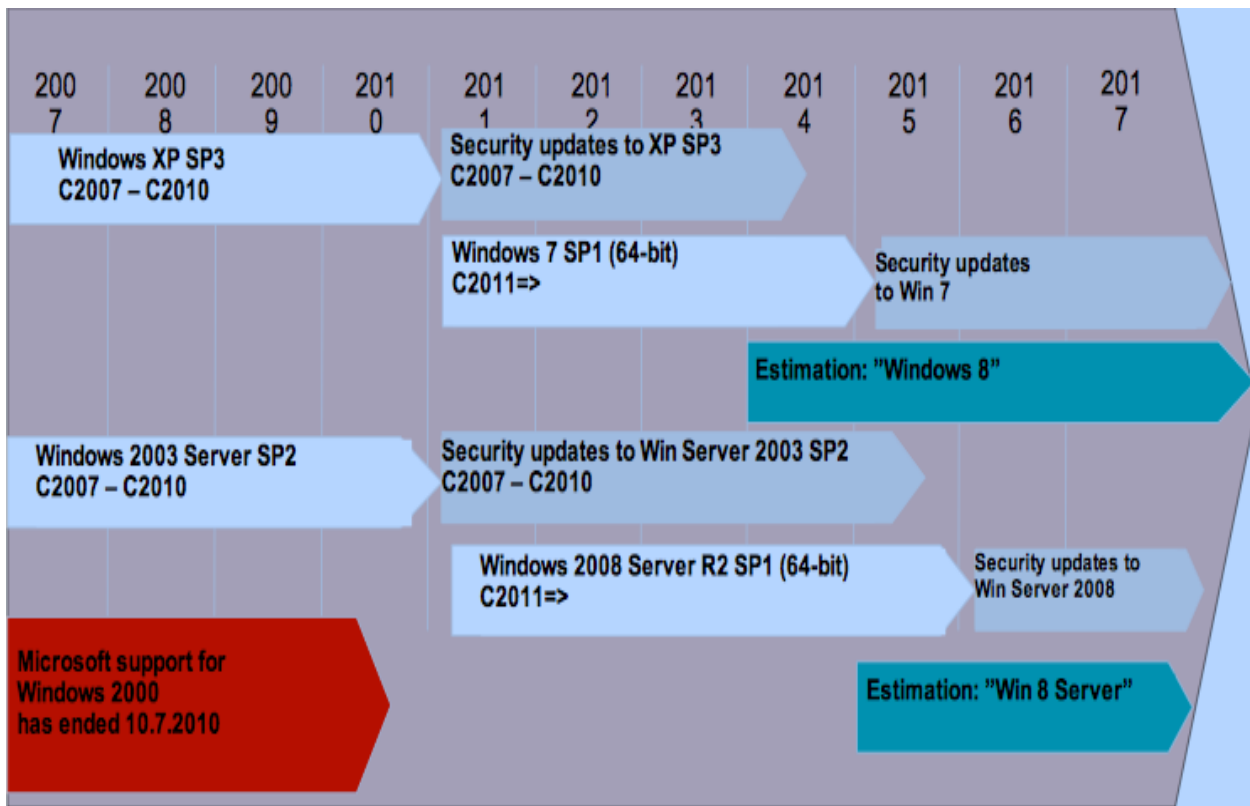 200 200 200 201 201 201 201 201 201 201 201
7 8 9 0 1 2 3 4 5 6 7
Windows XP SP3
C2007 – C2010
Security updates to XP SP3
C2007 – C2010
Windows 7 SP1 (64-bit)
C2011=>
Security updates
to Win 7
Estimation: ”Windows 8”
Windows 2003 Server SP2
C2007 – C2010
Security updates to Win Server 2003 SP2
C2007 – C2010
Windows 2008 Server R2 SP1 (64-bit)
C2011=>
Security updates to
Win Server 2008
Microsoft support for
Windows 2000
has ended 10.7.2010
Estimation: ”Win 8 Server”